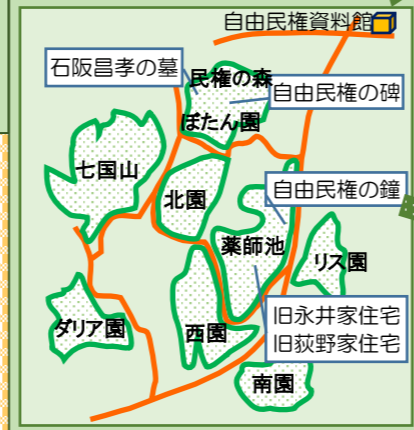 自由民権資料館
石阪昌孝の墓
民権の森
自由民権の碑
ぼたん園
七国山
北園
自由民権の鐘
薬師池
リス園
旧永井家住宅
旧荻野家住宅
ダリア園
西園
南園